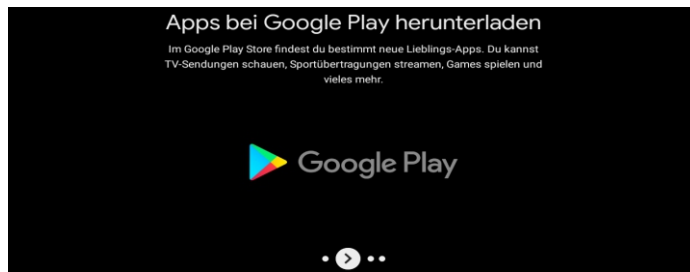 Apps bei Google Play herunterladen
Im Google Play Store findest du bestimmt neue Lieblings-Apps. Du kannst
TV-Sendungen schauen, Sportübertragungen streamen, Games spielen und
vieles mehr.
Google Play